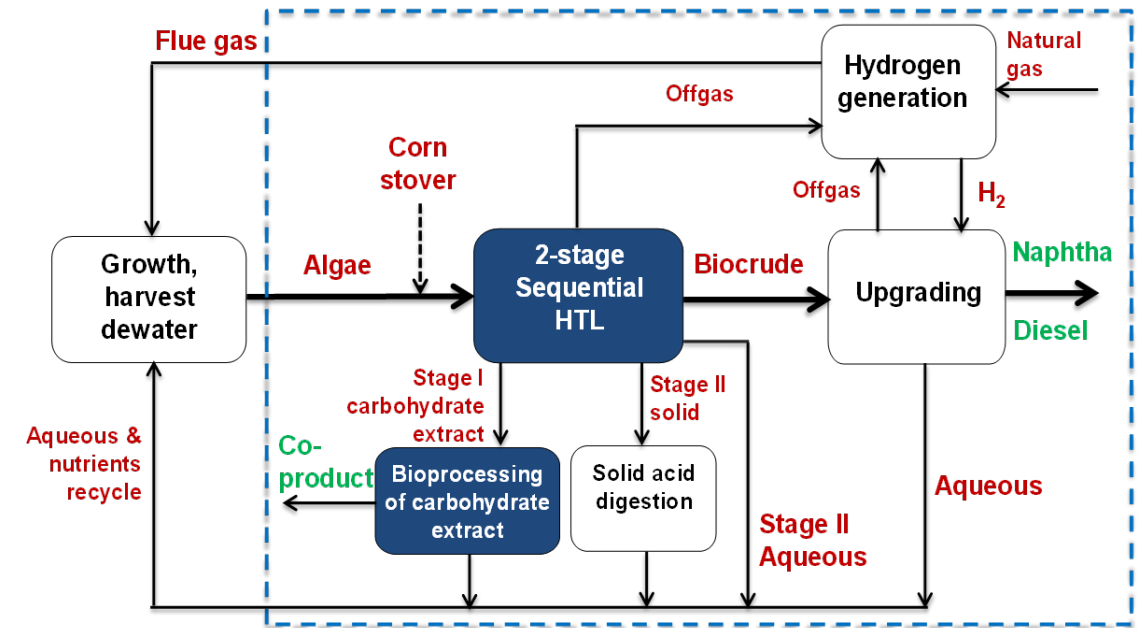 Flue gas
Natural
gas
Hydrogen
generation
Offgas
Corn
stover
Offgas
H2
Growth,
harvest
dewater
Algae
2-stage
Sequential
HTL
Biocrude
Upgrading
Naphtha
Diesel
Stage I
carbohydrate
extract
Stage II
solid
Aqueous &
nutrients
recycle
Co-
product
Bioprocessing
of carbohydrate
extract
Solid acid
digestion
Stage II
Aqueous
Aqueous